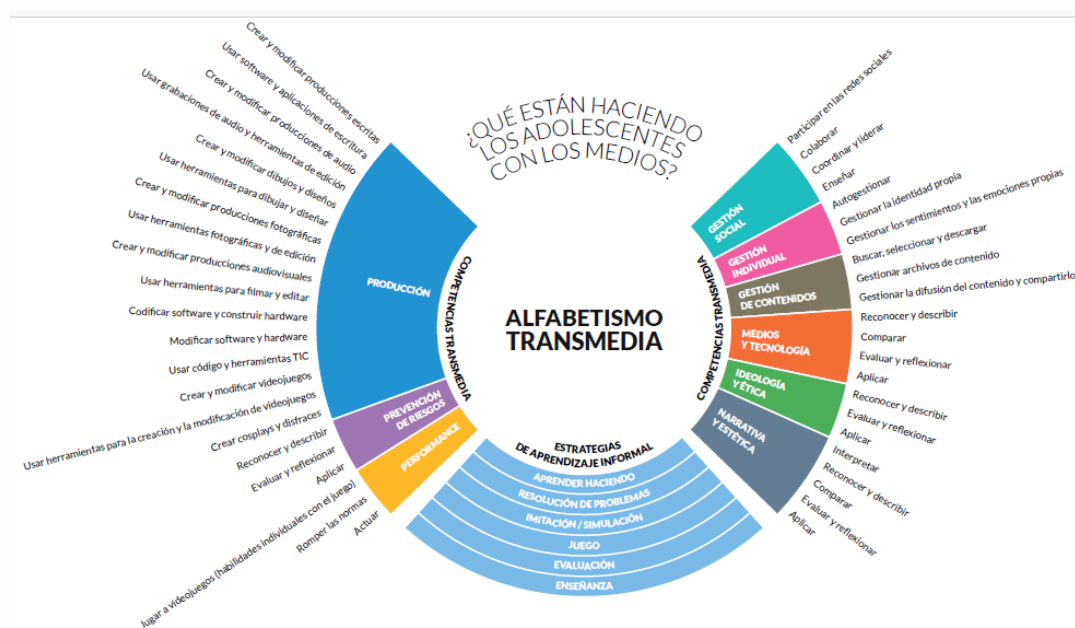 ¿QUÉ ESTÁN HACIENDO
LOS ADOLESCENTES
CON LOS MEDIOS?
ALFABETISMO
TRANSMEDIA
COMPETENCIAS TRANSMEDIA
PRODUCCIÓN
Crear y modificar producciones escritas
Usar software y aplicaciones de escritura
Crear y modificar producciones de audio
Usar grabaciones de audio y herramientas de edición
Crear y modificar dibujos y diseños
Usar herramientas para dibujar y diseñar
Crear y modificar producciones fotográficas
Usar herramientas fotográficas y de edición
Crear y modificar producciones audiovisuales
Usar herramientas para filmar y editar
Codificar software y construir hardware
Modificar software y hardware
Usar código y herramientas TIC
Crear y modificar videojuegos
Usar herramientas para la creación y la modificación de videojuegos
Crear cosplays y disfraces
PREVENCIÓN
DE RIESGOS
Reconocer y describir
Evaluar y reflexionar
Aplicar
PERFORMANCE
Jugar a videojuegos (habilidades individuales con el juego)
Romper las normas
Actuar
COMPETENCIAS TRANSMEDIA
GESTIÓN
SOCIAL
Participar en las redes sociales
Colaborar
Coordinar y liderar
Enseñar
GESTIÓN
INDIVIDUAL
Autogestionar
Gestionar la identidad propia
Gestionar los sentimientos y las emociones propias
GESTIÓN
DE CONTENIDOS
Buscar, seleccionar y descargar
Gestionar archivos de contenido
Gestionar la difusión del contenido y compartirlo
MEDIOS
Y TECNOLOGÍA
Reconocer y describir
Comparar
Evaluar y reflexionar
Aplicar
IDEOLOGÍA
Y ÉTICA
Reconocer y describir
Evaluar y reflexionar
Aplicar
NARRATIVA
Y ESTÉTICA
Interpretar
Reconocer y describir
Comparar
Evaluar y reflexionar
Aplicar
ESTRATEGIAS
DE APRENDIZAJE INFORMAL
APRENDER HACIENDO
RESOLUCIÓN DE PROBLEMAS
IMITACIÓN / SIMULACIÓN
JUEGO
EVALUACIÓN
ENSEÑANZA